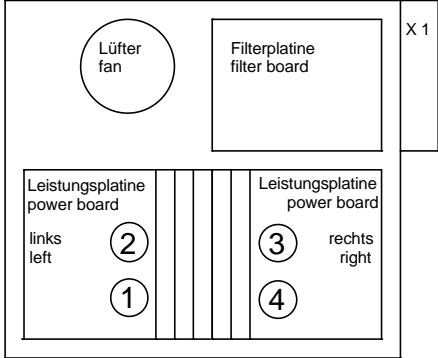 Lüfter
fan
Filterplatine
filter board
X 1
Leistungsplatine
power board
links
left
2
1
Leistungsplatine
power board
3
rechts
right
4